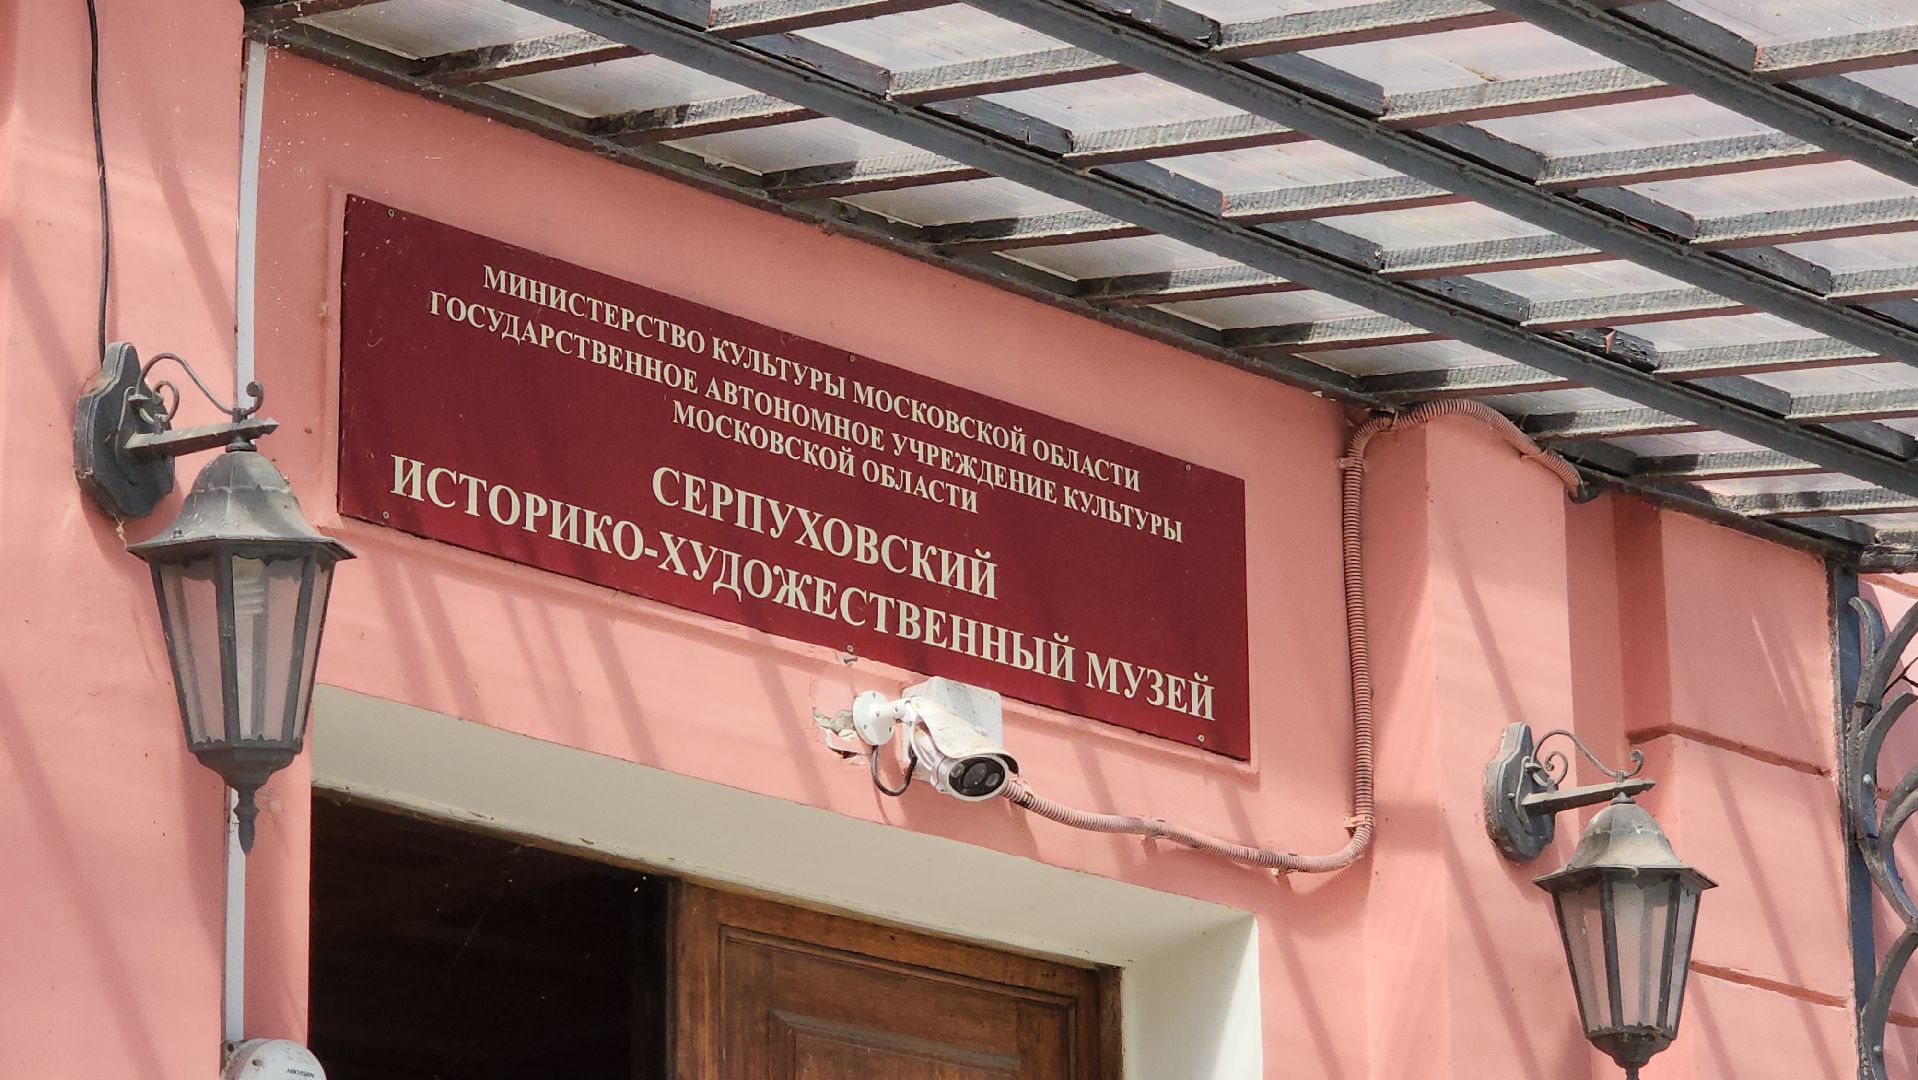 МИНИСТЕРСТВО КУЛЬТУРЫ МОСКОВСКОЙ ОБЛАСТИ
ГОСУДАРСТВЕННОЕ АВТОНОМНОЕ УЧРЕЖДЕНИЕ КУЛЬТУРЫ
МОСКОВСКОЙ ОБЛАСТИ
СЕРПУХОВСКИЙ
ИСТОРИКО-ХУДОЖЕСТВЕННЫЙ МУЗЕЙ